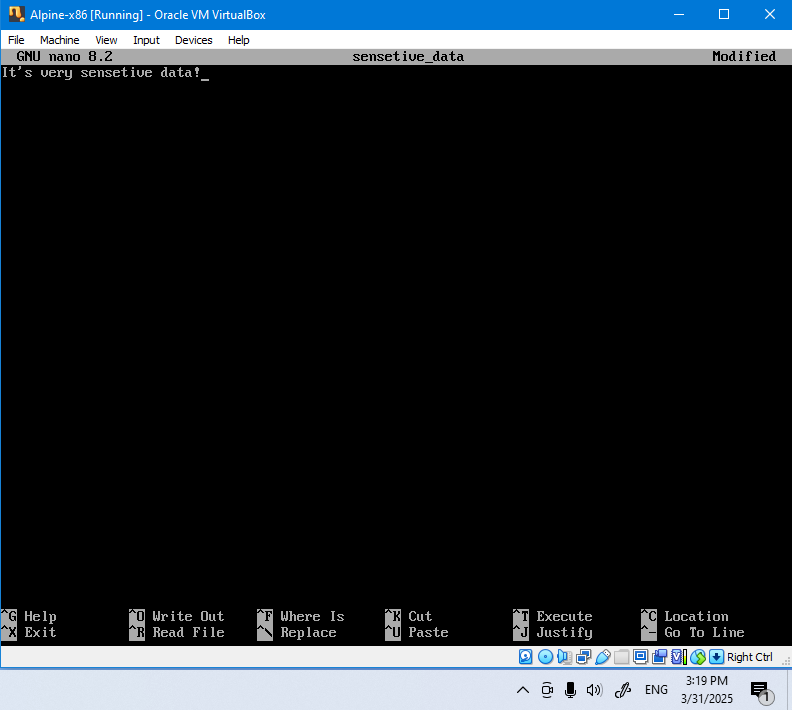 Alpine-x86 [Running] - Oracle VM VirtualBox
File Machine View Input Devices Help
GNU nano 8.2 sensetive_data Modified
It's very sensetive data!_
^G Help ^O Write Out ^F Where Is ^K Cut ^T Execute ^C Location
^X Exit ^R Read File ^\ Replace ^U Paste ^J Justify ^- Go To Line
Right Ctrl
ENG 3:19 PM
3/31/2025
1